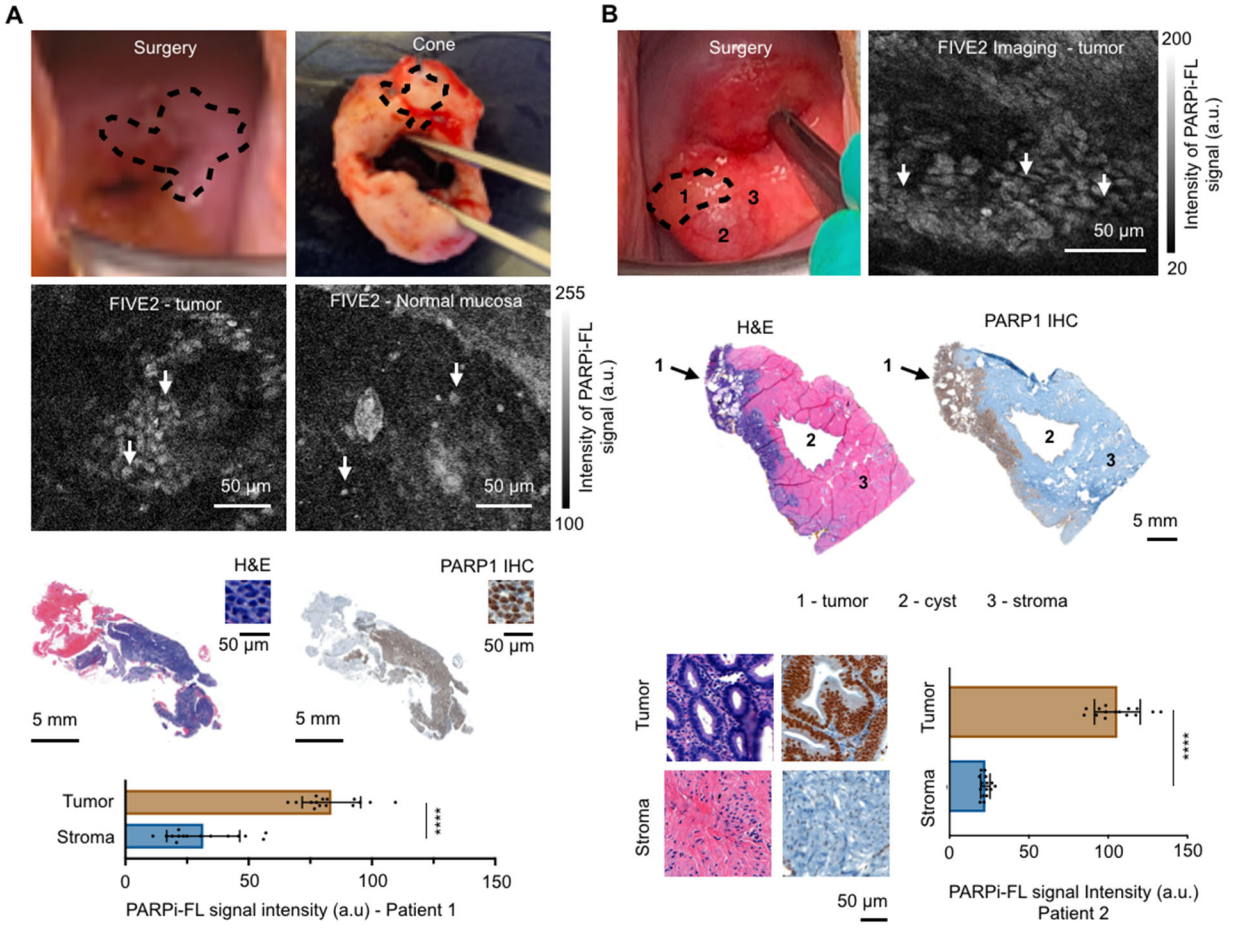 A
Surgery
Cone
FIVE2 - tumor
FIVE2 - Normal mucosa
50 µm
50 µm
255
Intensity of PARPi-FL
signal (a.u.)
100
H&E
PARP1 IHC
50 µm
50 µm
5 mm
5 mm
Tumor
Stroma
****
0
50
100
150
PARPi-FL signal intensity (a.u) - Patient 1
B
Surgery
1
3
2
FIVE2 Imaging - tumor
50 µm
200
Intensity of PARPi-FL
signal (a.u.)
20
H&E
PARP1 IHC
1
2
3
1
2
3
5 mm
1 - tumor 2 - cyst 3 - stroma
Tumor
Stroma
50 µm
Tumor
Stroma
****
0
50
100
150
PARPi-FL signal Intensity (a.u.)
Patient 2